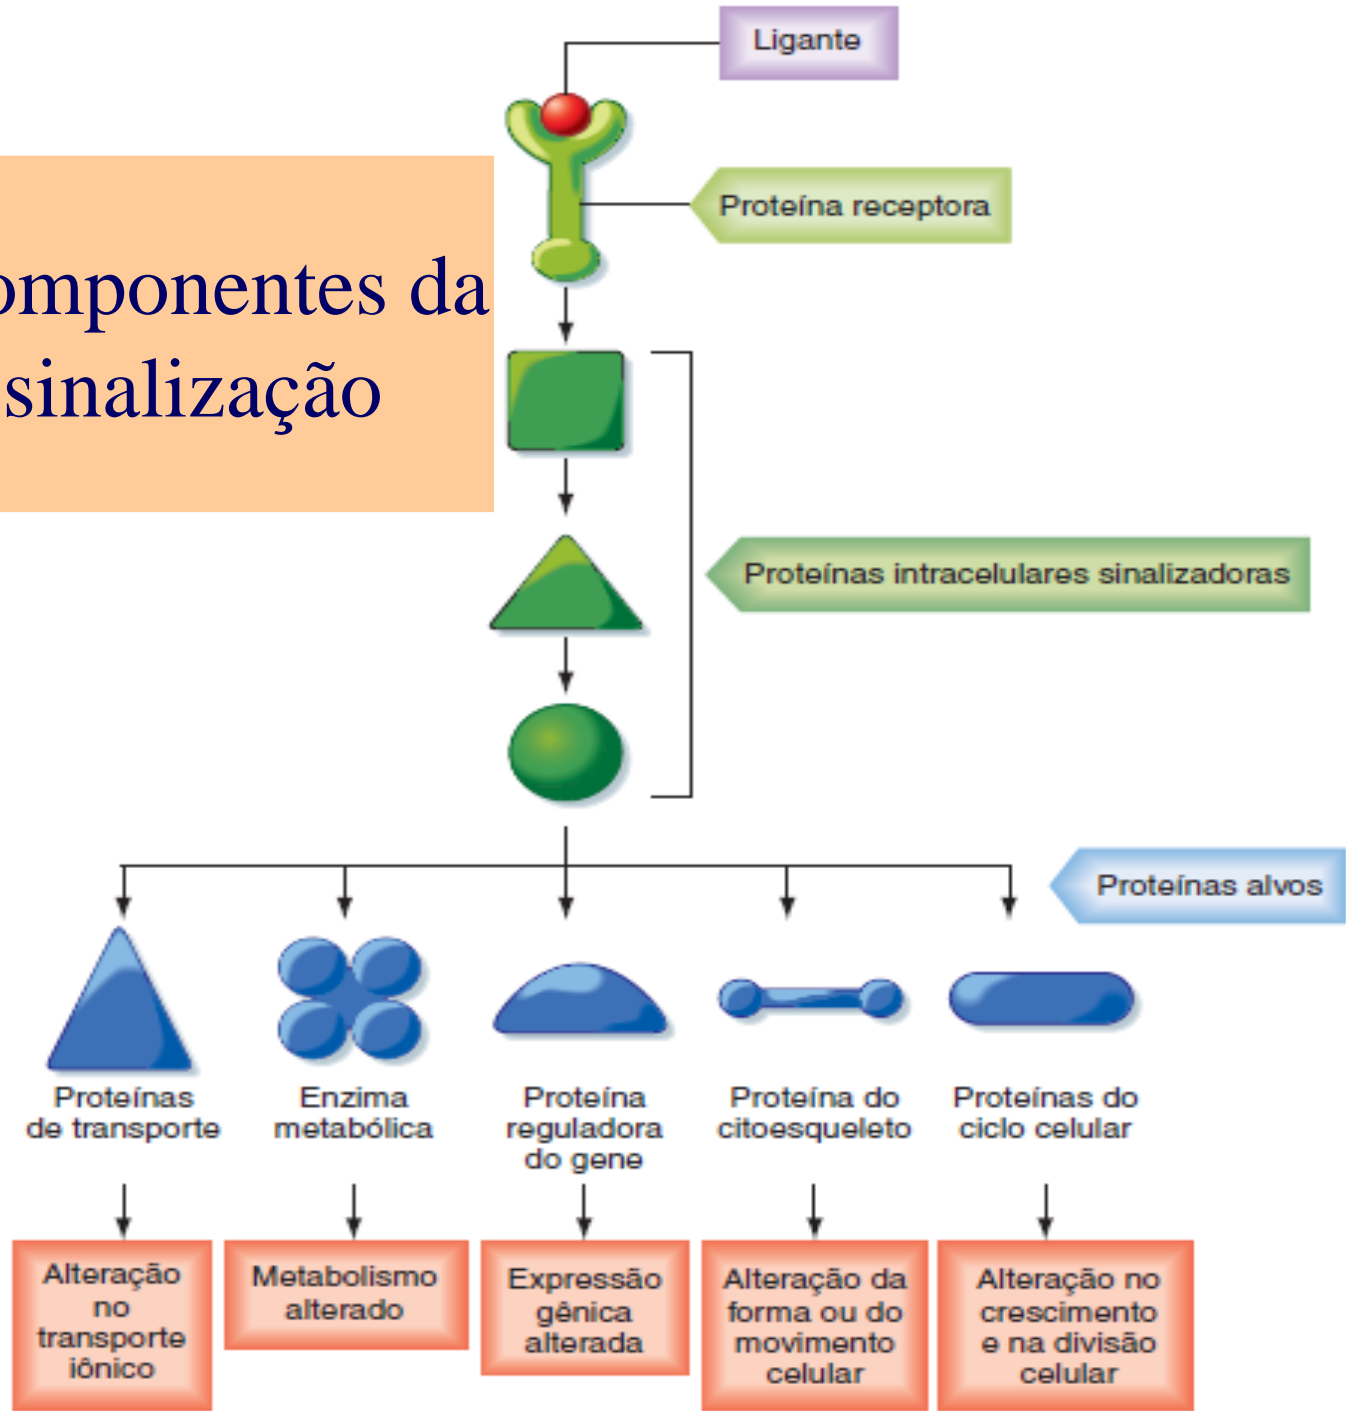 Ligante
Proteína receptora
omponentes da
sinalização
Proteínas intracelulares sinalizadoras
Proteínas alvos
Proteínas
de transporte
Enzima
metabólica
Proteína
reguladora
do gene
Proteína do
citoesqueleto
Proteínas do
ciclo celular
Alteração
no
transporte
iônico
Metabolismo
alterado
Expressão
gênica
alterada
Alteração da
forma ou do
movimento
celular
Alteração no
crescimento
e na divisão
celular